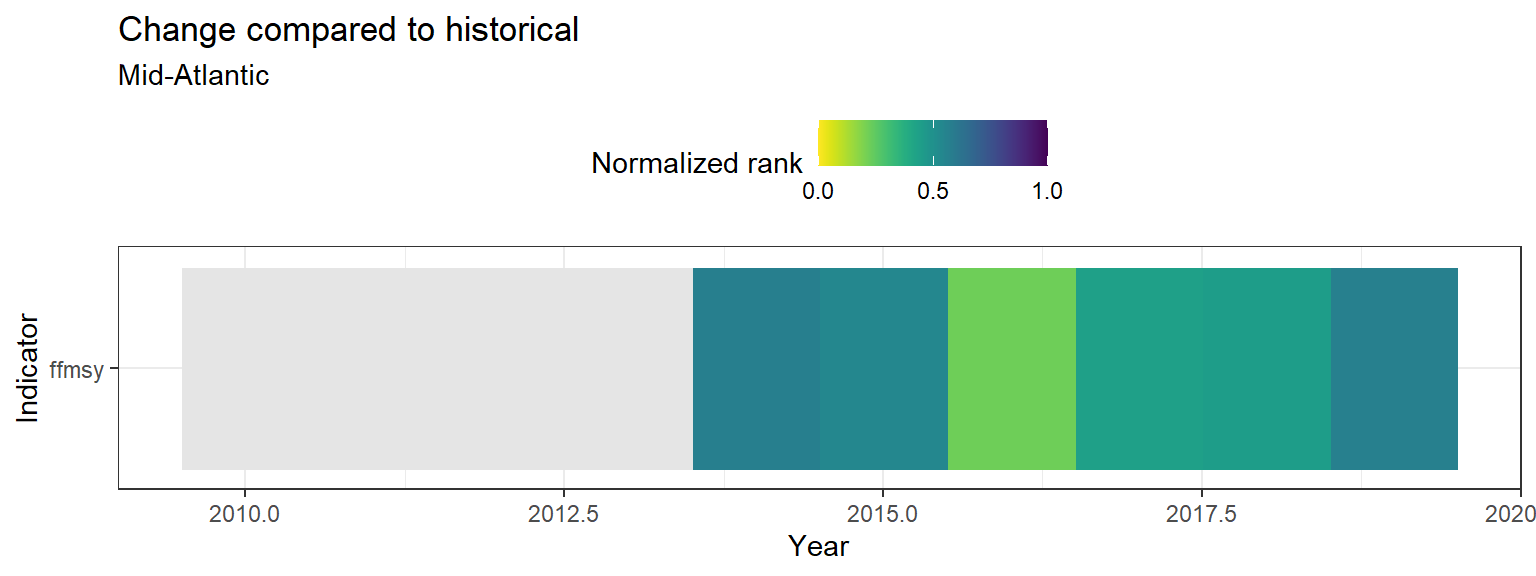 Change compared to historical
Mid-Atlantic
Normalized rank
0.0 0.5 1.0
Indicator
ffmsy
2010.0 2012.5 2015.0 2017.5 2020
Year